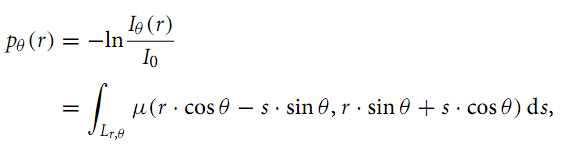 p_θ(r) = −ln I_θ(r)/I_0
= ∫_{L_{r,θ}} μ(r · cos θ − s · sin θ, r · sin θ + s · cos θ) ds,